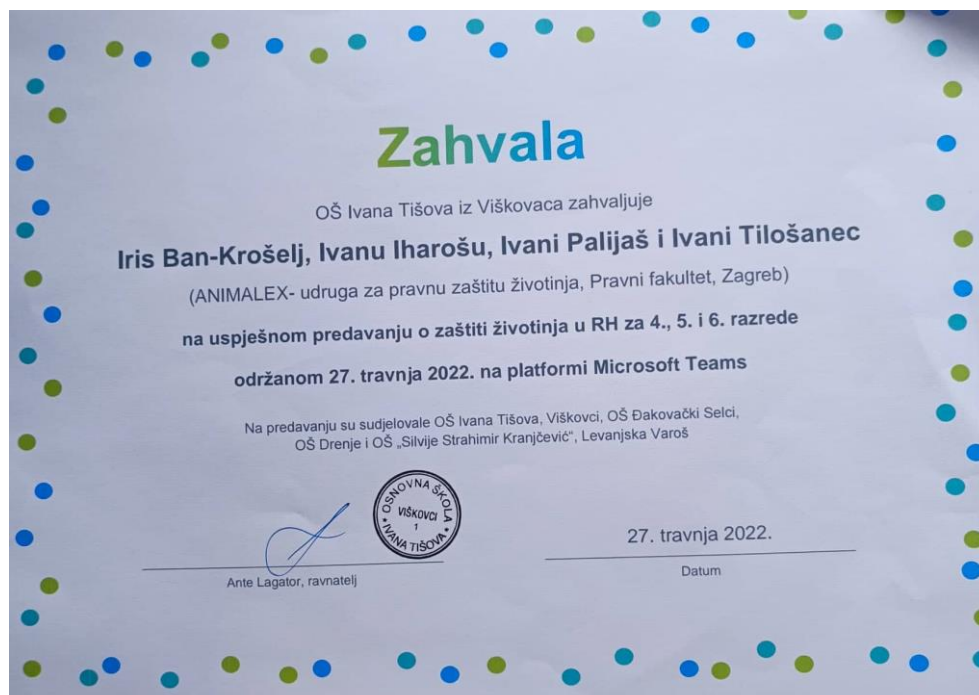 Zahvala
OŠ Ivana Tišova iz Viškovaca zahvaljuje
Iris Ban-Krošelj, Ivanu Iharošu, Ivani Palijaš i Ivani Tilošanec
(ANIMALEX- udruga za pravnu zaštitu životinja, Pravni fakultet, Zagreb)
na uspješnom predavanju o zaštiti životinja u RH za 4., 5. i 6. razrede
održanom 27. travnja 2022. na platformi Microsoft Teams
Na predavanju su sudjelovale OŠ Ivana Tišova, Viškovci, OŠ Đakovački Selci,
OŠ Drenje i OŠ „Silvije Strahimir Kranjčević“, Levanjska Varoš
OSNOVNA ŠKOLA
VIŠKOVCI
1
IVANA TIŠOVA
27. travnja 2022.
Ante Lagator, ravnatelj
Datum